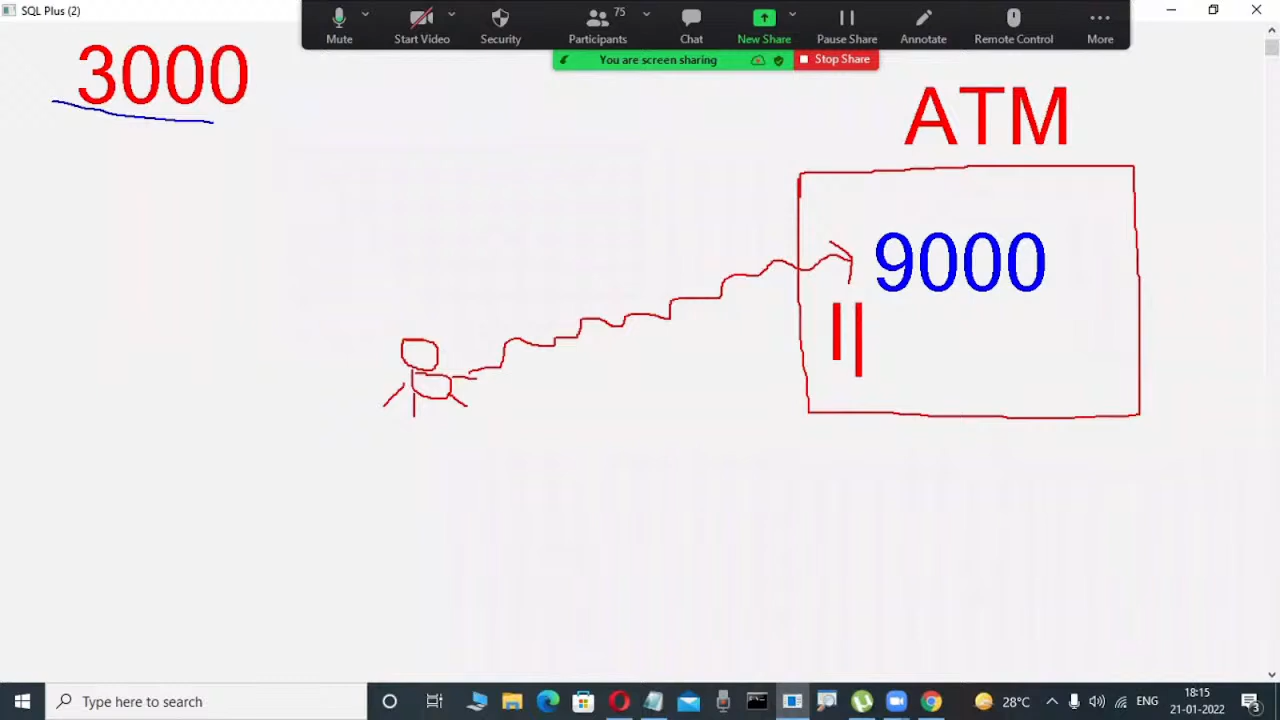 SQL Plus (2)
75
Mute
Start Video
Security
Participants
Chat
New Share
Pause Share
Annotate
Remote Control
More
You are screen sharing
Stop Share
3000
ATM
9000
Type here to search
28°C
ENG
18:15
21-01-2022
3